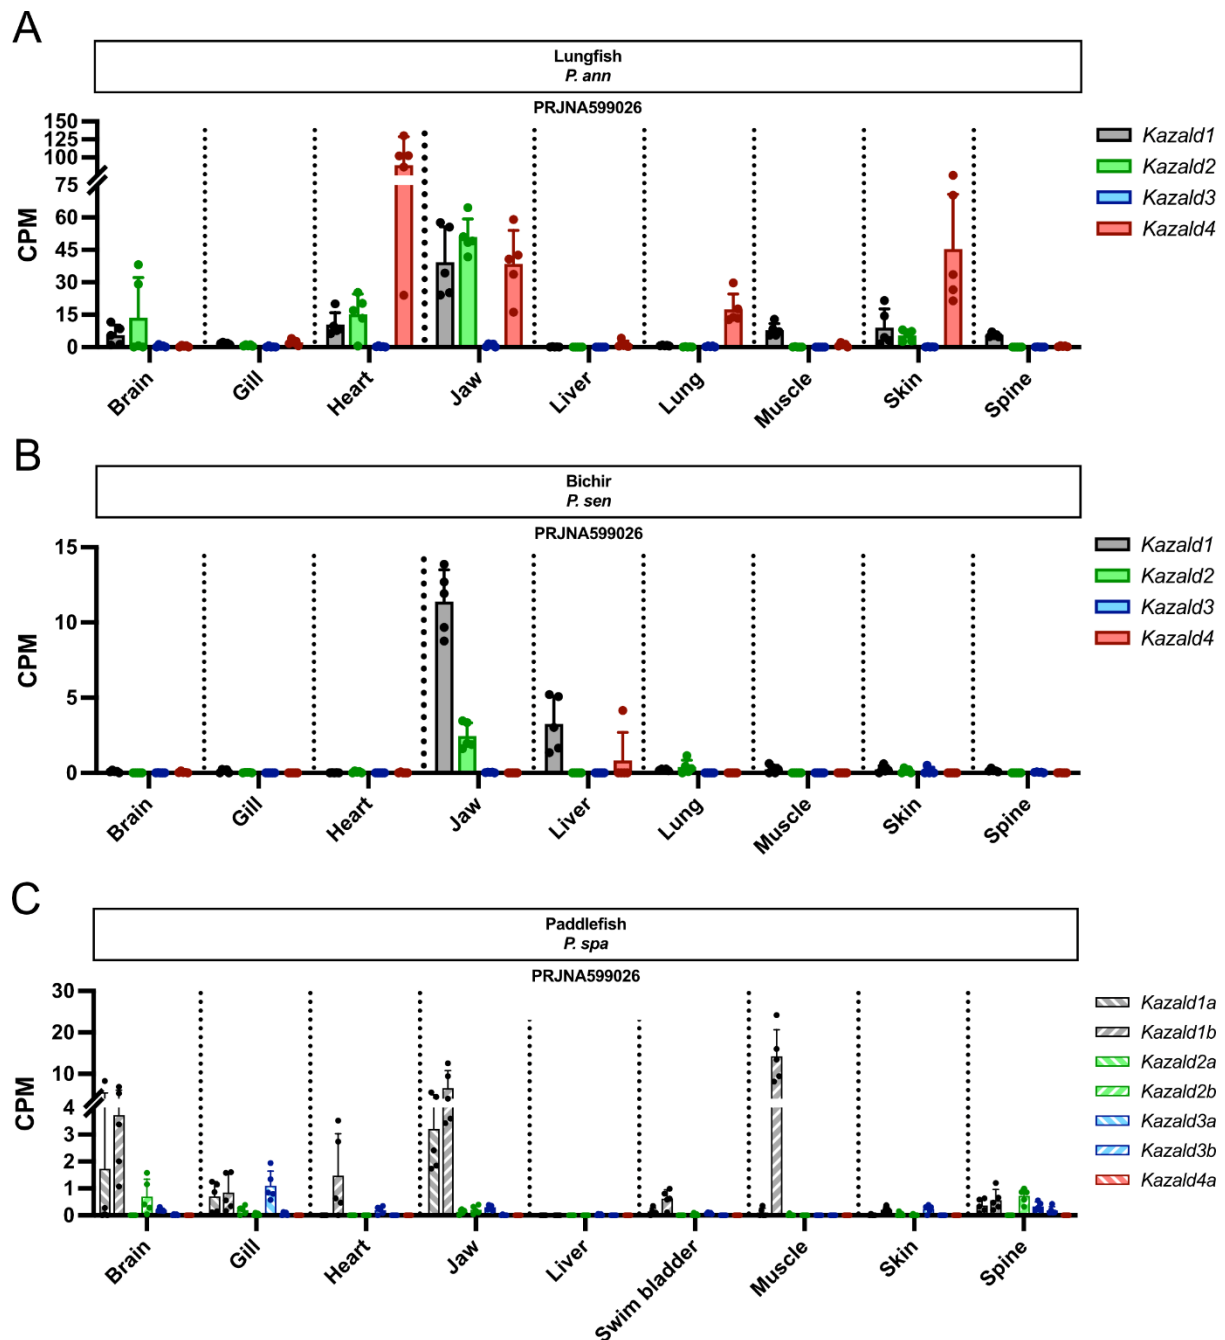 A
Lungfish
P. ann
PRJNA599026
150
125
100
75
60
45
30
15
0
CPM
Brain
Gill
Heart
Jaw
Liver
Lung
Muscle
Skin
Spine
Kazald1
Kazald2
Kazald3
Kazald4
B
Bichir
P. sen
PRJNA599026
15
10
5
0
CPM
Brain
Gill
Heart
Jaw
Liver
Lung
Muscle
Skin
Spine
Kazald1
Kazald2
Kazald3
Kazald4
C
Paddlefish
P. spa
PRJNA599026
30
20
10
4
3
2
1
0
CPM
Brain
Gill
Heart
Jaw
Liver
Swim bladder
Muscle
Skin
Spine
Kazald1a
Kazald1b
Kazald2a
Kazald2b
Kazald3a
Kazald3b
Kazald4a